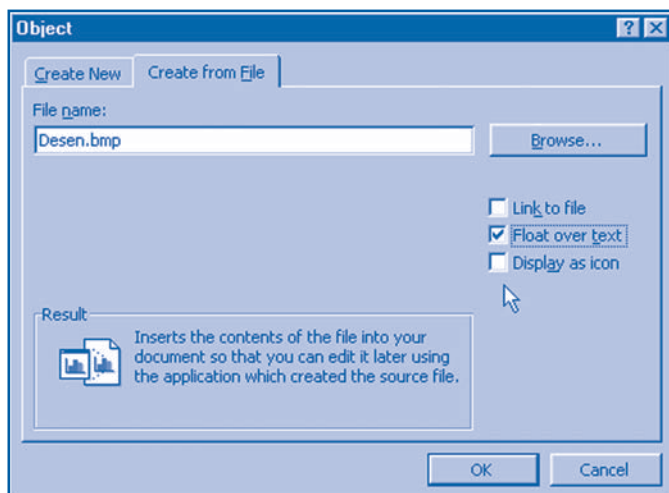 Object
Create New
Create from File
File name:
Desen.bmp
Browse...
Link to file
Float over text
Display as icon
Result
Inserts the contents of the file into your
document so that you can edit it later using
the application which created the source file.
OK
Cancel